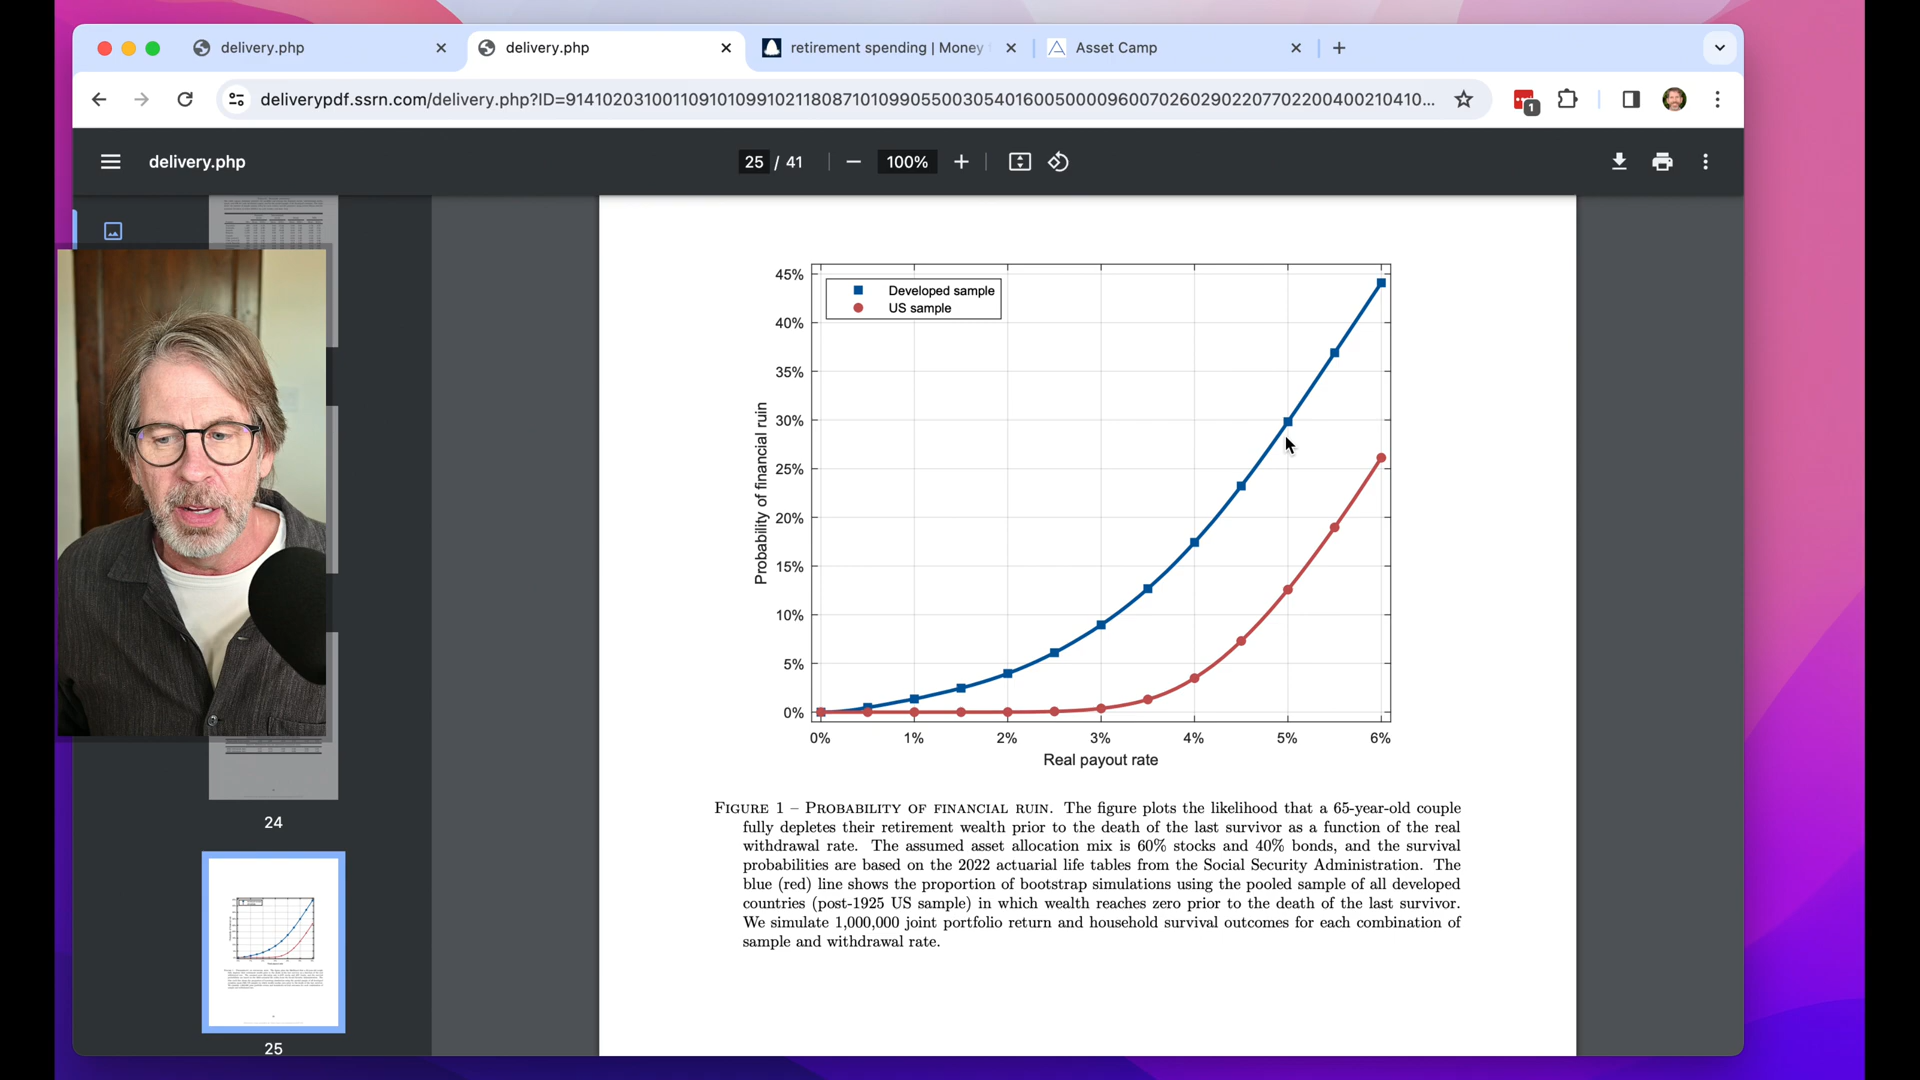 delivery.php
delivery.php
retirement spending | Money
Asset Camp
deliverypdf.ssrn.com/delivery.php?ID=91410203100110910109910211808710109905500305401600500009600702602902207702200400210410...
1
delivery.php
25 / 41
100%
Developed sample
US sample
45%
40%
35%
30%
25%
20%
15%
10%
5%
0%
Probability of financial ruin
0% 1% 2% 3% 4% 5% 6%
Real payout rate
FIGURE 1 – PROBABILITY OF FINANCIAL RUIN. The figure plots the likelihood that a 65-year-old couple
fully depletes their retirement wealth prior to the death of the last survivor as a function of the real
withdrawal rate. The assumed asset allocation mix is 60% stocks and 40% bonds, and the survival
probabilities are based on the 2022 actuarial life tables from the Social Security Administration. The
blue (red) line shows the proportion of bootstrap simulations using the pooled sample of all developed
countries (post-1925 US sample) in which wealth reaches zero prior to the death of the last survivor.
We simulate 1,000,000 joint portfolio return and household survival outcomes for each combination of
sample and withdrawal rate.
24
25